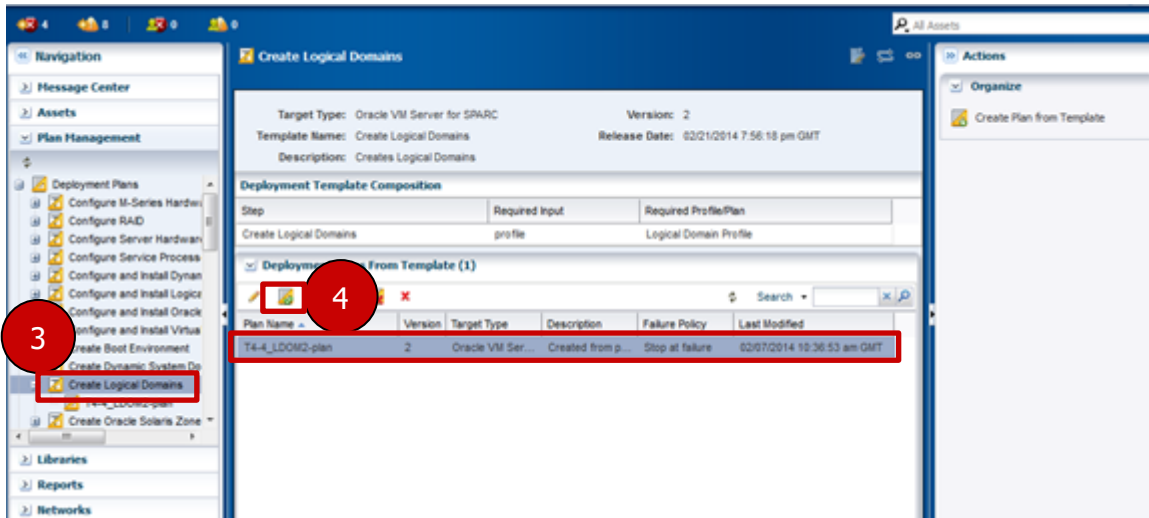 4 8 0 0
All Assets
Navigation
Message Center
Assets
Plan Management
Deployment Plans
Configure M-Series Hardw
Configure RAID
Configure Server Hardwar
Configure Service Process
Configure and Install Dynan
Configure and Install Logica
Configure and Install Oracle
onfigure and Install Virtua
reate Boot Environment
Create Dynamic System Do
Create Logical Domains
T4-4_LDOM2-plan
Create Oracle Solaris Zone
Libraries
Reports
Networks
3
Create Logical Domains
Target Type: Oracle VM Server for SPARC Version: 2
Template Name: Create Logical Domains Release Date: 02/21/2014 7:56:18 pm GMT
Description: Creates Logical Domains
Deployment Template Composition
Step Required Input Required Profile/Plan
Create Logical Domains profile Logical Domain Profile
Deployme From Template (1)
4
Search
Plan Name Version Target Type Description Failure Policy Last Modified
T4-4_LDOM2-plan 2 Oracle VM Ser... Created from p... Stop at failure 02/07/2014 10:36:53 am GMT
Actions
Organize
Create Plan from Template